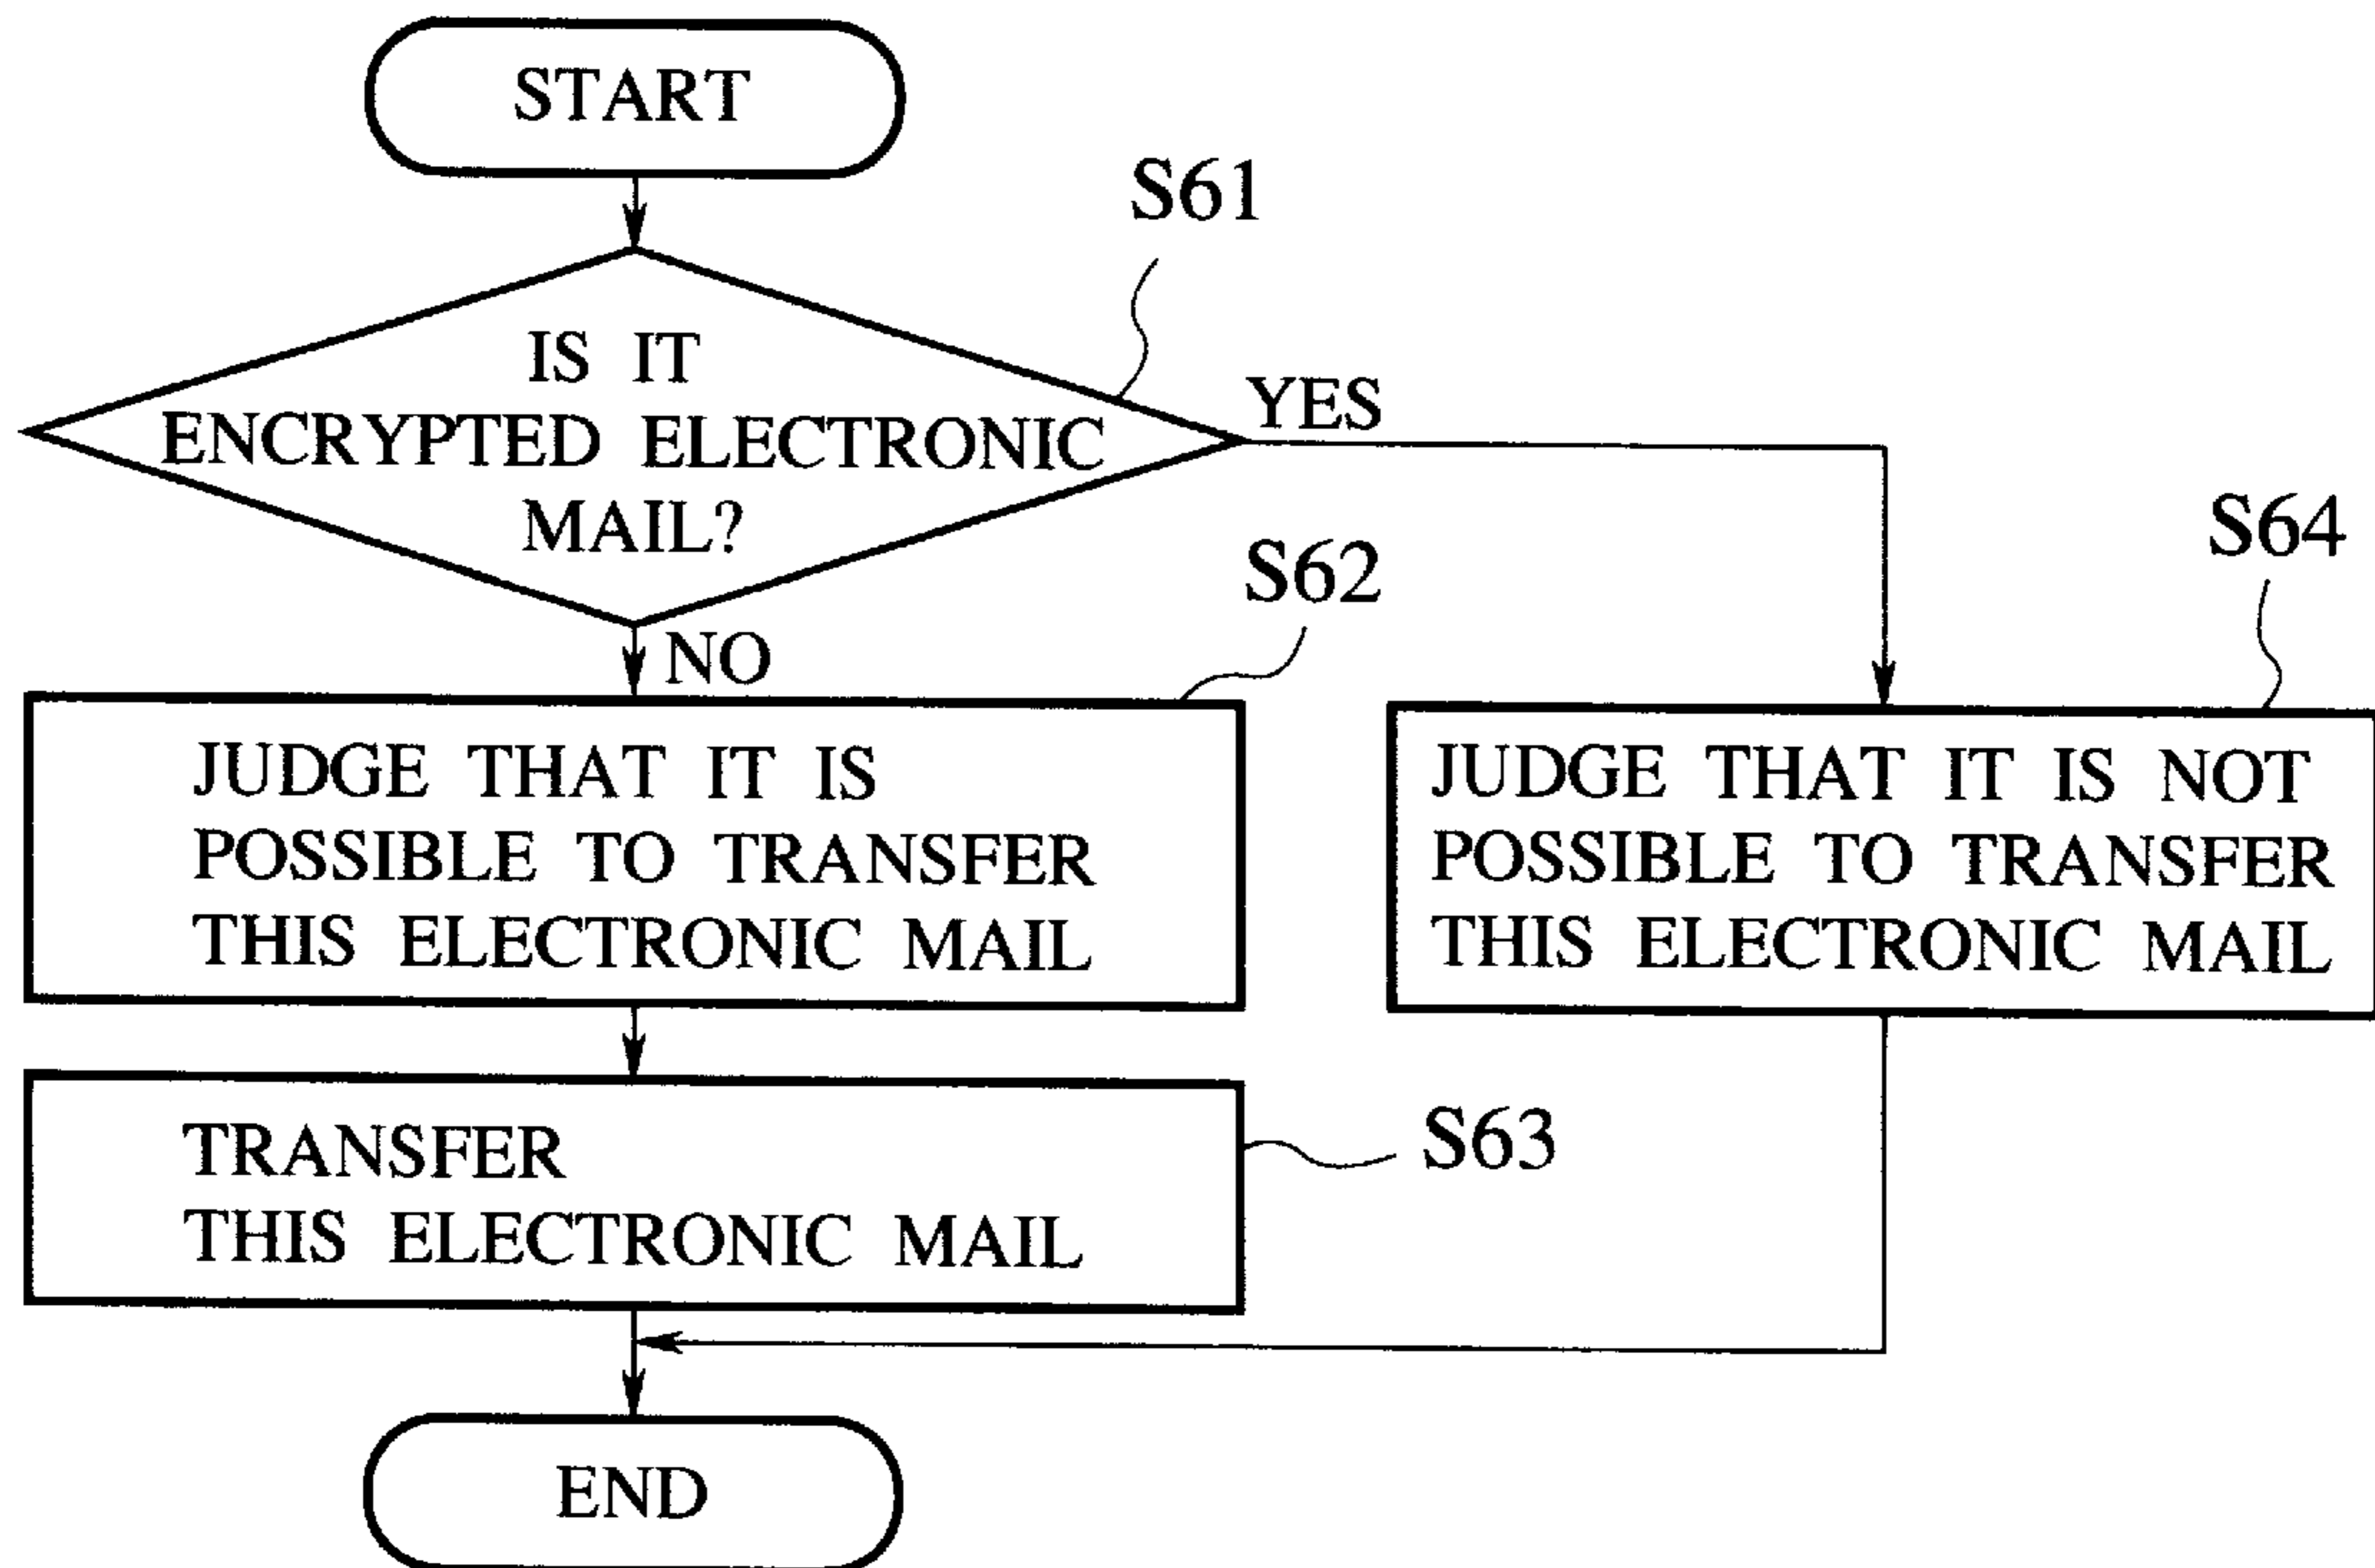 START
S61
IS IT
ENCRYPTED ELECTRONIC
MAIL?
YES
NO
S62
JUDGE THAT IT IS
POSSIBLE TO TRANSFER
THIS ELECTRONIC MAIL
S64
JUDGE THAT IT IS NOT
POSSIBLE TO TRANSFER
THIS ELECTRONIC MAIL
TRANSFER
THIS ELECTRONIC MAIL
S63
END